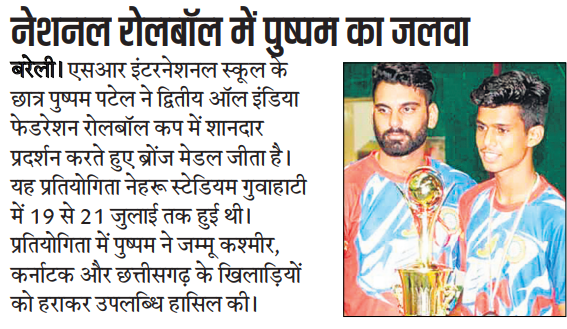 नेशनल रोलबॉल में पुष्पम का जलवा
बरेली। एसआर इंटरनेशनल स्कूल के
छात्र पुष्पम पटेल ने द्वितीय ऑल इंडिया
फेडरेशन रोलबॉल कप में शानदार
प्रदर्शन करते हुए ब्रोंज मेडल जीता है।
यह प्रतियोगिता नेहरू स्टेडियम गुवाहाटी
में 19 से 21 जुलाई तक हुई थी।
प्रतियोगिता में पुष्पम ने जम्मू कश्मीर,
कर्नाटक और छत्तीसगढ़ के खिलाड़ियों
को हराकर उपलब्धि हासिल की।